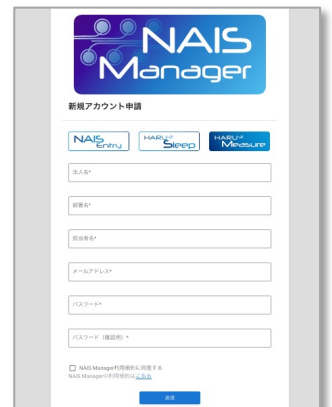 NAIS
Manager
新規アカウント申請
NAIS Entry
HARU Sleep
HARU Measure
法人名*
部署名*
担当者名*
メールアドレス*
パスワード*
パスワード（確認用）*
NAIS Manager利用規約に同意する
NAIS Managerの利用規約はこちら
送信